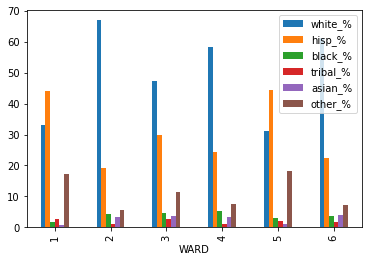 70
60
50
40
30
20
10
0
white_%
hisp_%
black_%
tribal_%
asian_%
other_%
1
2
3
4
5
6
WARD